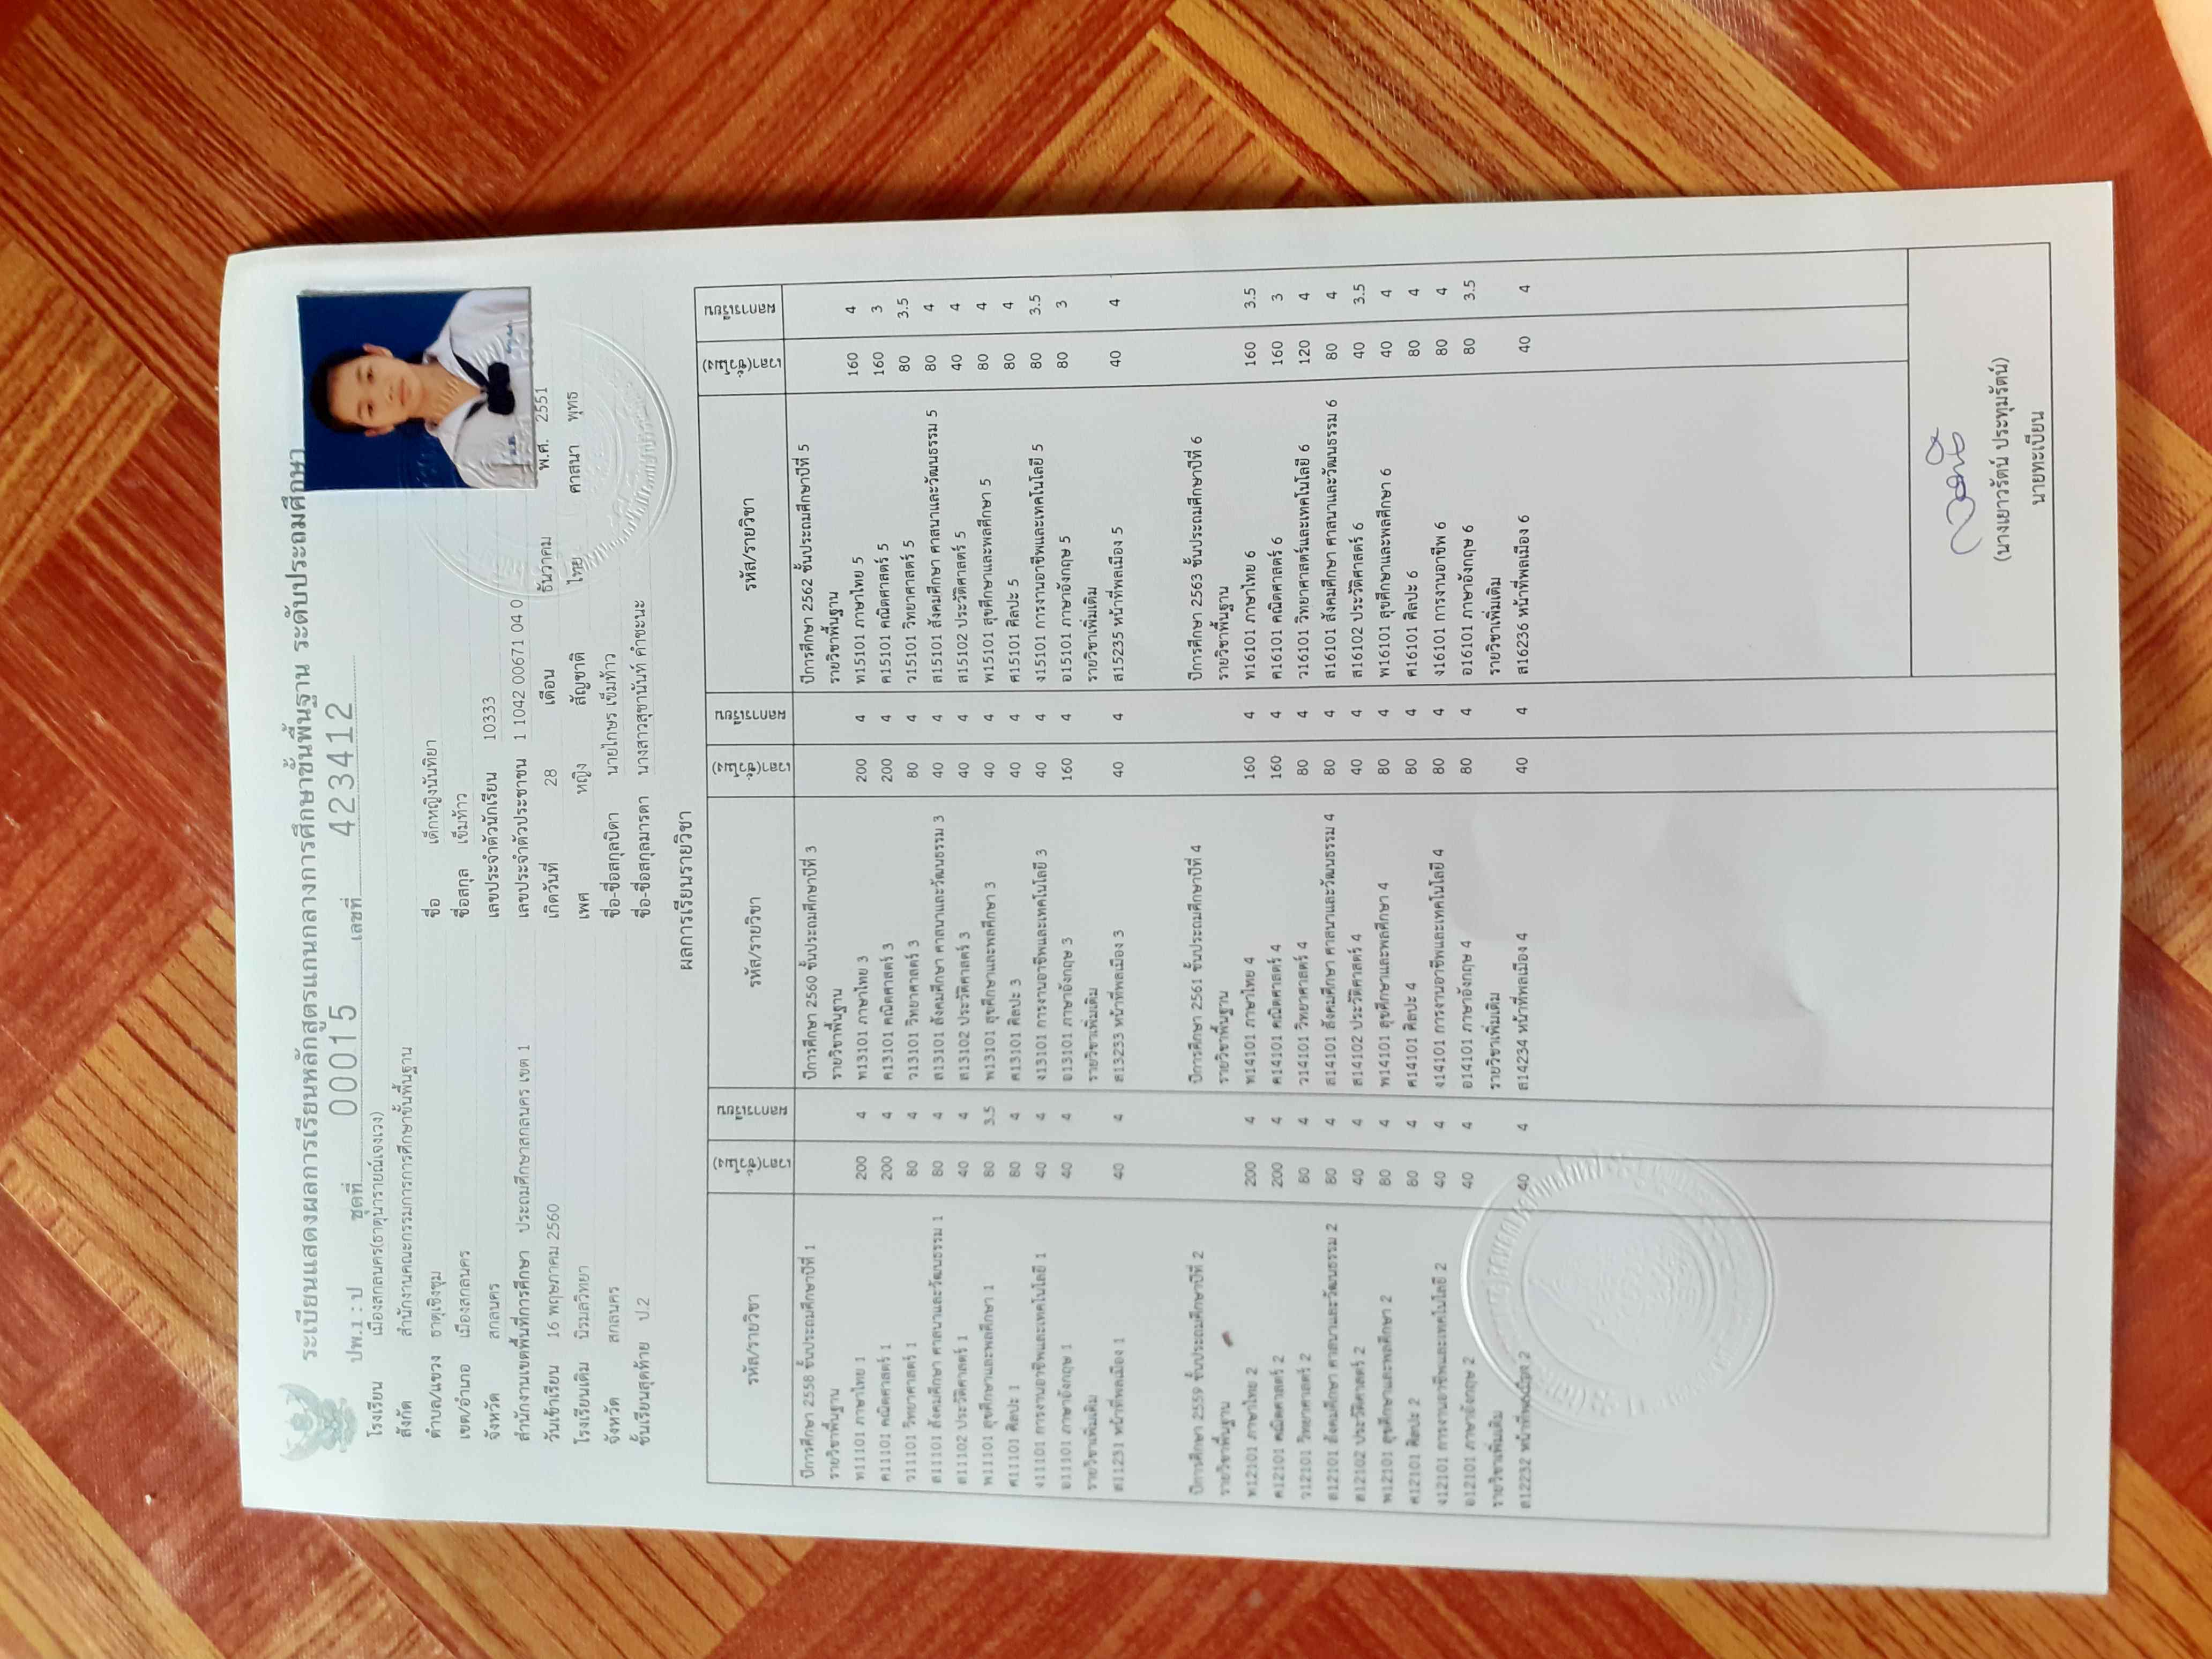 ระเบียนแสดงผลการเรียนหลักสูตรแกนกลางการศึกษาขั้นพื้นฐาน ระดับประถมศึกษา
ปพ.1 : ป ชุดที่ 00015 เลขที่ 423412
โรงเรียน เมืองสกลนคร(ธาตุนารายณ์เจงเวง)
สังกัด สำนักงานคณะกรรมการการศึกษาขั้นพื้นฐาน
ตำบล/แขวง ธาตุเชิงชุม
เขต/อำเภอ เมืองสกลนคร
จังหวัด สกลนคร
สำนักงานเขตพื้นที่การศึกษา ประถมศึกษาสกลนคร เขต 1
วันเข้าเรียน 16 พฤษภาคม 2560
โรงเรียนเดิม นิรมลวิทยา
จังหวัด สกลนคร
ชั้นเรียนสุดท้าย ป.2
ชื่อ เด็กหญิงนันทิยา
ชื่อสกุล เข็มท้าว
เลขประจำตัวนักเรียน 10333
เลขประจำตัวประชาชน 1 1042 00671 04 0
เกิดวันที่ 28 เดือน ธันวาคม พ.ศ. 2551
เพศ หญิง สัญชาติ ไทย ศาสนา พุทธ
ชื่อ-ชื่อสกุลบิดา นายไกษร เข็มท้าว
ชื่อ-ชื่อสกุลมารดา นางสาวสุชานันท์ คำขะนะ
ผลการเรียนรายวิชา
รหัส/รายวิชา เวลา(ชั่วโมง) ผลการเรียน
ปีการศึกษา 2558 ชั้นประถมศึกษาปีที่ 1
รายวิชาพื้นฐาน
ท11101 ภาษาไทย 1 200 4
ค11101 คณิตศาสตร์ 1 200 4
ว11101 วิทยาศาสตร์ 1 80 4
ส11101 สังคมศึกษา ศาสนาและวัฒนธรรม 1 80 4
ส11102 ประวัติศาสตร์ 1 40 4
พ11101 สุขศึกษาและพลศึกษา 1 80 3.5
ศ11101 ศิลปะ 1 80 4
ง11101 การงานอาชีพและเทคโนโลยี 1 40 4
อ11101 ภาษาอังกฤษ 1 40 4
รายวิชาเพิ่มเติม
ส11231 หน้าที่พลเมือง 1 40 4
ปีการศึกษา 2559 ชั้นประถมศึกษาปีที่ 2
รายวิชาพื้นฐาน
ท12101 ภาษาไทย 2 200 4
ค12101 คณิตศาสตร์ 2 200 4
ว12101 วิทยาศาสตร์ 2 80 4
ส12101 สังคมศึกษา ศาสนาและวัฒนธรรม 2 80 4
ส12102 ประวัติศาสตร์ 2 40 4
พ12101 สุขศึกษาและพลศึกษา 2 80 4
ศ12101 ศิลปะ 2 80 4
ง12101 การงานอาชีพและเทคโนโลยี 2 40 4
อ12101 ภาษาอังกฤษ 2 40 4
รายวิชาเพิ่มเติม
ส12232 หน้าที่พลเมือง 2 40 4
รหัส/รายวิชา เวลา(ชั่วโมง) ผลการเรียน
ปีการศึกษา 2560 ชั้นประถมศึกษาปีที่ 3
รายวิชาพื้นฐาน
ท13101 ภาษาไทย 3 200 4
ค13101 คณิตศาสตร์ 3 200 4
ว13101 วิทยาศาสตร์ 3 80 4
ส13101 สังคมศึกษา ศาสนาและวัฒนธรรม 3 40 4
ส13102 ประวัติศาสตร์ 3 40 4
พ13101 สุขศึกษาและพลศึกษา 3 40 4
ศ13101 ศิลปะ 3 40 4
ง13101 การงานอาชีพและเทคโนโลยี 3 40 4
อ13101 ภาษาอังกฤษ 3 160 4
รายวิชาเพิ่มเติม
ส13233 หน้าที่พลเมือง 3 40 4
ปีการศึกษา 2561 ชั้นประถมศึกษาปีที่ 4
รายวิชาพื้นฐาน
ท14101 ภาษาไทย 4 160 4
ค14101 คณิตศาสตร์ 4 160 4
ว14101 วิทยาศาสตร์ 4 80 4
ส14101 สังคมศึกษา ศาสนาและวัฒนธรรม 4 80 4
ส14102 ประวัติศาสตร์ 4 40 4
พ14101 สุขศึกษาและพลศึกษา 4 80 4
ศ14101 ศิลปะ 4 80 4
ง14101 การงานอาชีพและเทคโนโลยี 4 80 4
อ14101 ภาษาอังกฤษ 4 80 4
รายวิชาเพิ่มเติม
ส14234 หน้าที่พลเมือง 4 40 4
รหัส/รายวิชา เวลา(ชั่วโมง) ผลการเรียน
ปีการศึกษา 2562 ชั้นประถมศึกษาปีที่ 5
รายวิชาพื้นฐาน
ท15101 ภาษาไทย 5 160 4
ค15101 คณิตศาสตร์ 5 160 3
ว15101 วิทยาศาสตร์ 5 80 3.5
ส15101 สังคมศึกษา ศาสนาและวัฒนธรรม 5 80 4
ส15102 ประวัติศาสตร์ 5 40 4
พ15101 สุขศึกษาและพลศึกษา 5 80 4
ศ15101 ศิลปะ 5 80 4
ง15101 การงานอาชีพและเทคโนโลยี 5 80 3.5
อ15101 ภาษาอังกฤษ 5 80 3
รายวิชาเพิ่มเติม
ส15235 หน้าที่พลเมือง 5 40 4
ปีการศึกษา 2563 ชั้นประถมศึกษาปีที่ 6
รายวิชาพื้นฐาน
ท16101 ภาษาไทย 6 160 3.5
ค16101 คณิตศาสตร์ 6 160 3
ว16101 วิทยาศาสตร์และเทคโนโลยี 6 120 4
ส16101 สังคมศึกษา ศาสนาและวัฒนธรรม 6 80 4
ส16102 ประวัติศาสตร์ 6 40 3.5
พ16101 สุขศึกษาและพลศึกษา 6 40 4
ศ16101 ศิลปะ 6 80 4
ง16101 การงานอาชีพ 6 80 4
อ16101 ภาษาอังกฤษ 6 80 3.5
รายวิชาเพิ่มเติม
ส16236 หน้าที่พลเมือง 6 40 4
(นางเยาวรัตน์ ประทุมรัตน์)
นายทะเบียน